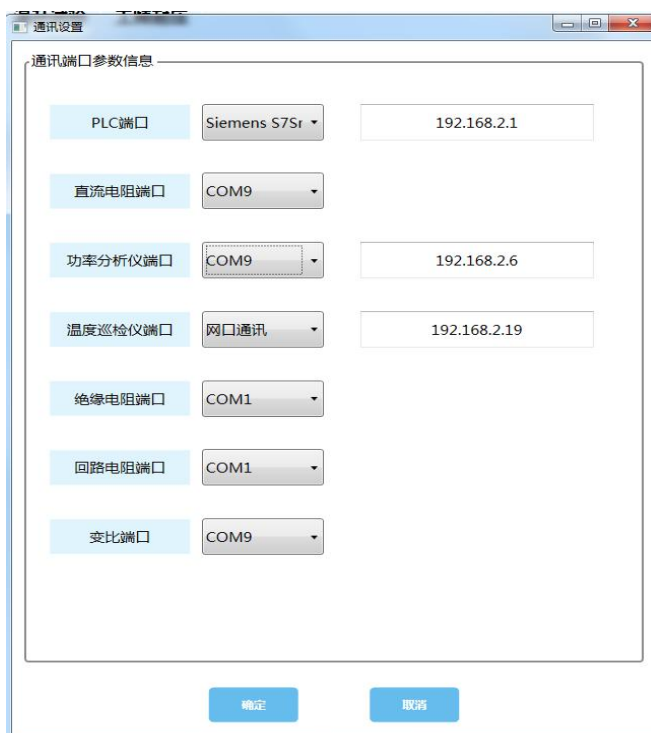 通讯设置
通讯端口参数信息
PLC端口 Siemens S7Sr 192.168.2.1
直流电阻端口 COM9
功率分析仪端口 COM9 192.168.2.6
温度巡检仪端口 网口通讯 192.168.2.19
绝缘电阻端口 COM1
回路电阻端口 COM1
变比端口 COM9
确定 取消